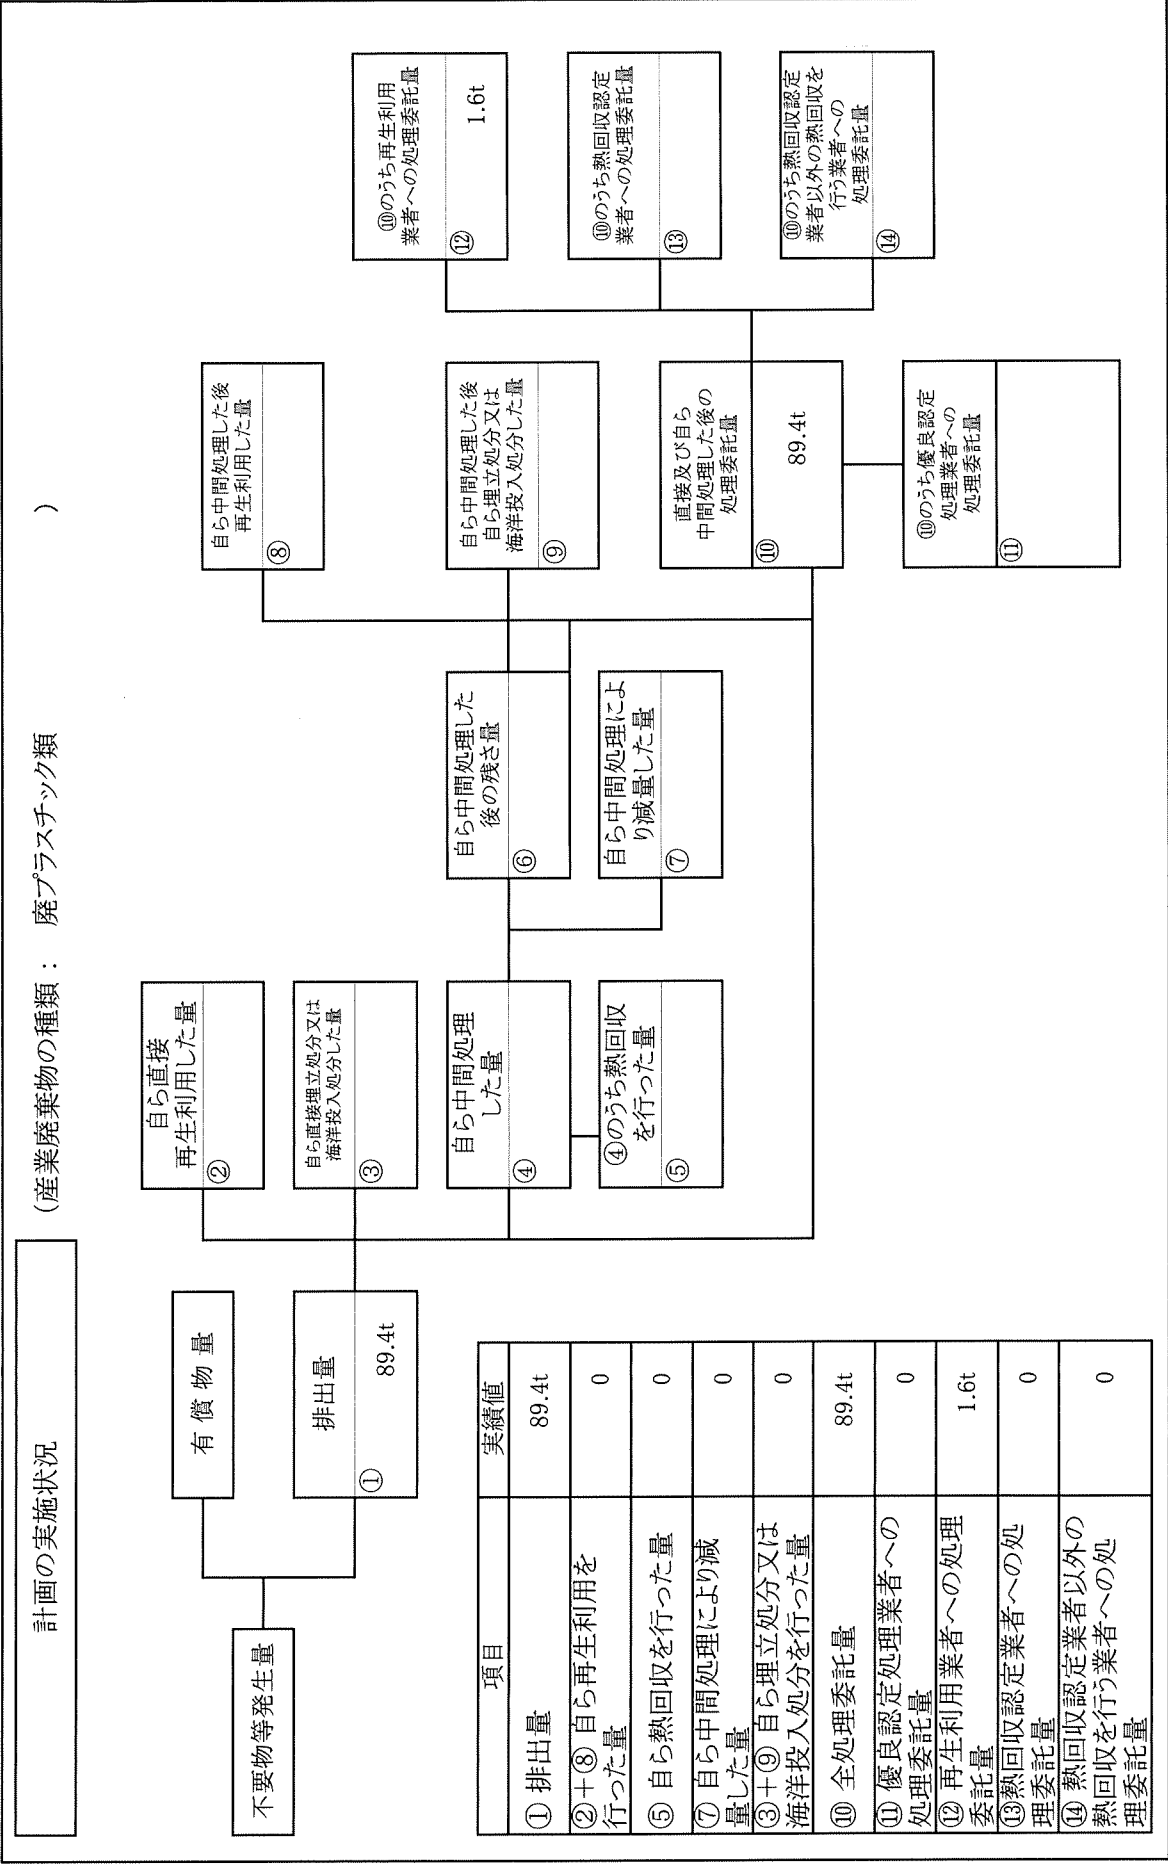 計画の実施状況
(産業廃棄物の種類： 廃プラスチック類 )
不要物等発生量
有 償 物 量
排出量
①
89.4t
自ら直接
再生利用した量
②
自ら直接埋立処分又は
海洋投入処分した量
③
自ら中間処理
した量
④
④のうち熱回収
を行った量
⑤
自ら中間処理した
後の残さ量
⑥
自ら中間処理によ
り減量した量
⑦
自ら中間処理した後
再生利用した量
⑧
自ら中間処理した後
自ら埋立処分又は
海洋投入処分した量
⑨
直接及び自ら
中間処理した後の
処理委託量
⑩
89.4t
⑩のうち優良認定
処理業者への
処理委託量
⑪
⑩のうち再生利用
業者への処理委託量
⑫
1.6t
⑩のうち熱回収認定
業者への処理委託量
⑬
⑩のうち熱回収認定
業者以外の熱回収を
行う業者への
処理委託量
⑭
項目 実績値
① 排出量 89.4t
②＋⑧ 自ら再生利用を
行った量 0
⑤ 自ら熱回収を行った量 0
⑦ 自ら中間処理により減
量した量 0
③＋⑨ 自ら埋立処分又は
海洋投入処分を行った量 0
⑩ 全処理委託量 89.4t
⑪ 優良認定処理業者への
処理委託量 0
⑫ 再生利用業者への処理
委託量 1.6t
⑬熱回収認定業者への処
理委託量 0
⑭ 熱回収認定業者以外の
熱回収を行う業者への処
理委託量 0